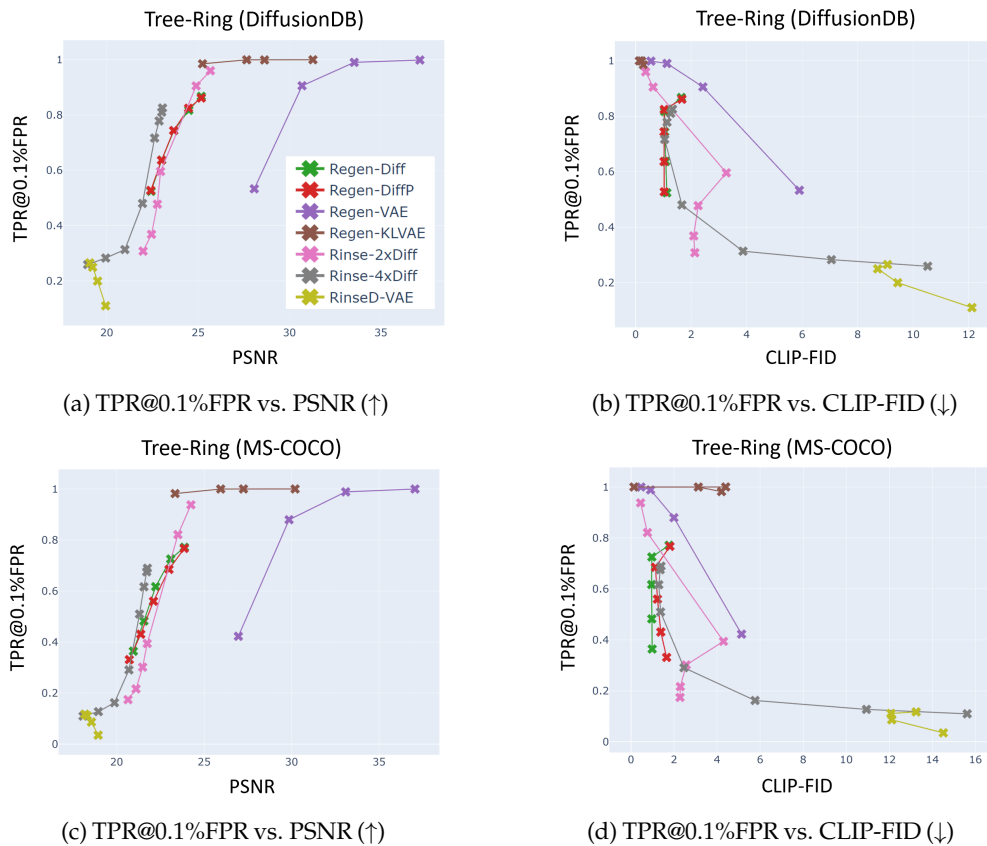 Tree-Ring (DiffusionDB)
TPR@0.1%FPR
1
0.8
0.6
0.4
0.2
20
25
30
35
PSNR
Regen-Diff
Regen-DiffP
Regen-VAE
Regen-KLVAE
Rinse-2xDiff
Rinse-4xDiff
RinseD-VAE
(a) TPR@0.1%FPR vs. PSNR (↑)
Tree-Ring (DiffusionDB)
TPR@0.1%FPR
1
0.8
0.6
0.4
0.2
0
2
4
6
8
10
12
CLIP-FID
(b) TPR@0.1%FPR vs. CLIP-FID (↓)
Tree-Ring (MS-COCO)
TPR@0.1%FPR
1
0.8
0.6
0.4
0.2
0
20
25
30
35
PSNR
(c) TPR@0.1%FPR vs. PSNR (↑)
Tree-Ring (MS-COCO)
TPR@0.1%FPR
1
0.8
0.6
0.4
0.2
0
0
2
4
6
8
10
12
14
16
CLIP-FID
(d) TPR@0.1%FPR vs. CLIP-FID (↓)